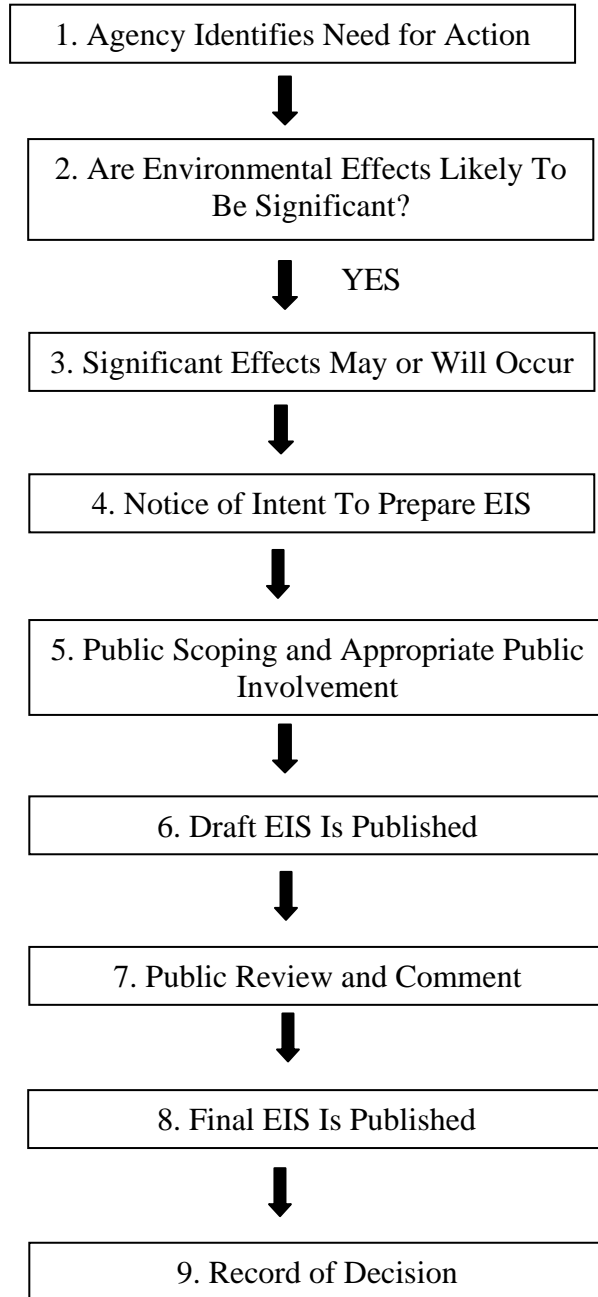 1. Agency Identifies Need for Action
2. Are Environmental Effects Likely To
Be Significant?
YES
3. Significant Effects May or Will Occur
4. Notice of Intent To Prepare EIS
5. Public Scoping and Appropriate Public
Involvement
6. Draft EIS Is Published
7. Public Review and Comment
8. Final EIS Is Published
9. Record of Decision